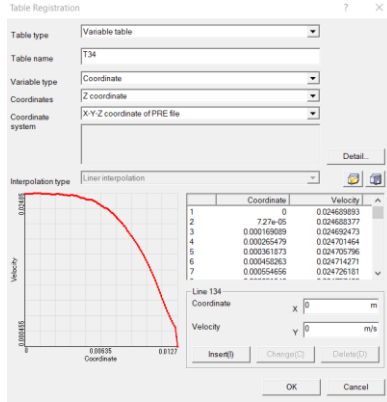 Table Registration ? ×
Table type Variable table
Table name T34
Variable type Coordinate
Coordinates Z coordinate
Coordinate system X-Y-Z coordinate of PRE file
Detail...
Interpolation type Liner interpolation
Coordinate Velocity
1 0 0.024689893
2 7.27e-05 0.024688377
3 0.000169089 0.024692473
4 0.000265479 0.024701464
5 0.000361873 0.024705796
6 0.000458263 0.024714271
7 0.000554656 0.024726181
0.02485
Velocity
0.000455
0 0.00635 0.0127
Coordinate
Line 134
Coordinate X 0 m
Velocity Y 0 m/s
Insert(I) Change(C) Delete(D)
OK Cancel